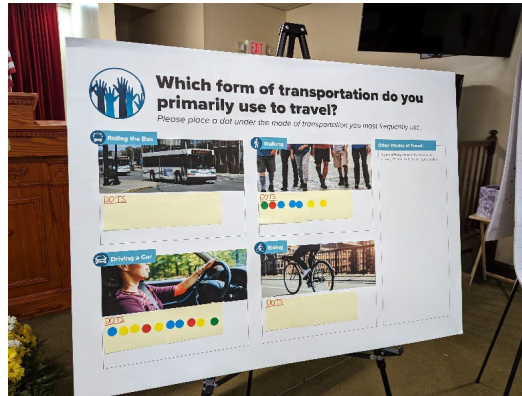 EXIT
Which form of transportation do you
primarily use to travel?
Please place a dot under the mode of transportation you most frequently use.
Riding the Bus
DOTS
Walking
DOTS
Other Modes of Travel:
Driving a Car
DOTS
Biking
DOTS